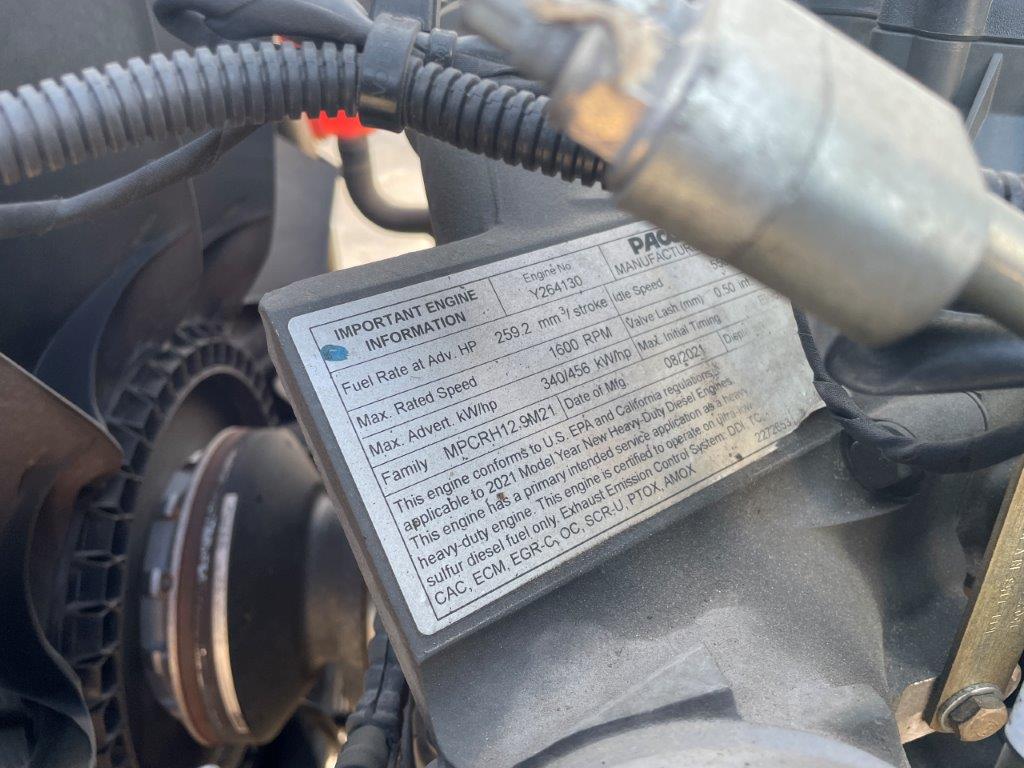 IMPORTANT ENGINE
INFORMATION
Engine No
Y264130
Fuel Rate at Adv. HP 259.2 mm³/stroke Idle Speed
Max. Rated Speed 1600 RPM Valve Lash (mm) 0.50
Max. Advert. kW/hp 340/456 kW/hp Max. Initial Timing
Family MPCRH12.9M21 Date of Mfg. 08/2021
This engine conforms to U.S. EPA and California regulations
applicable to 2021 Model Year New Heavy-Duty Diesel Engines.
This engine has a primary intended service application as a
heavy-duty engine. This engine is certified to operate on
sulfur diesel fuel only. Exhaust Emission Control System: DDI, TC,
CAC, ECM, EGR-C, OC, SCR-U, PTOX, AMOX